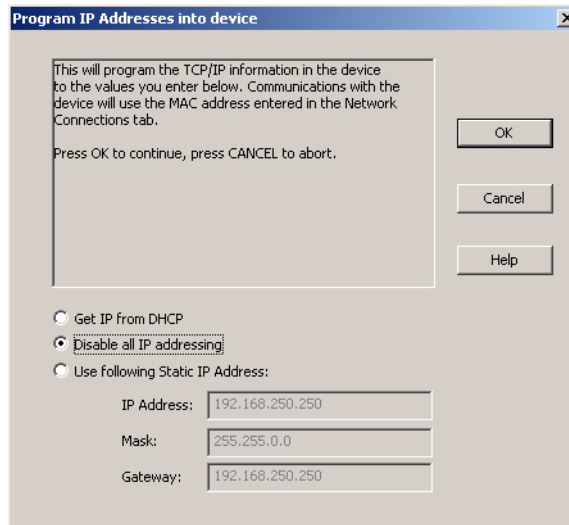 Program IP Addresses into device
This will program the TCP/IP information in the device
to the values you enter below. Communications with the
device will use the MAC address entered in the Network
Connections tab.
Press OK to continue, press CANCEL to abort.
OK
Cancel
Help
Get IP from DHCP
Disable all IP addressing
Use following Static IP Address:
IP Address: 192.168.250.250
Mask: 255.255.0.0
Gateway: 192.168.250.250